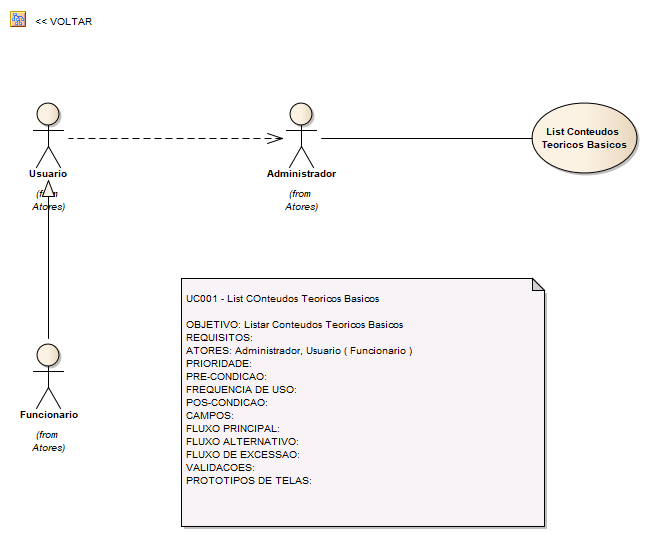 << VOLTAR
Usuario
(from
Atores)
Administrador
(from
Atores)
List Conteudos
Teoricos Basicos
Funcionario
(from
Atores)
UC001 - List COnteudos Teoricos Basicos
OBJETIVO: Listar Conteudos Teoricos Basicos
REQUISITOS:
ATORES: Administrador, Usuario ( Funcionario )
PRIORIDADE:
PRE-CONDICAO:
FREQUENCIA DE USO:
POS-CONDICAO:
CAMPOS:
FLUXO PRINCIPAL:
FLUXO ALTERNATIVO:
FLUXO DE EXCESSAO:
VALIDACOES:
PROTOTIPOS DE TELAS: